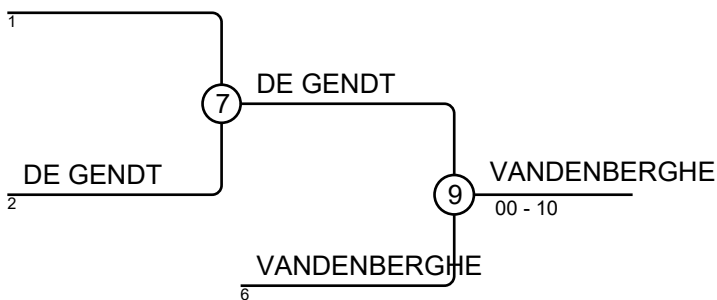 1
DE GENDT
7
DE GENDT
2
VANDENBERGHE
9
00 - 10
VANDENBERGHE
6